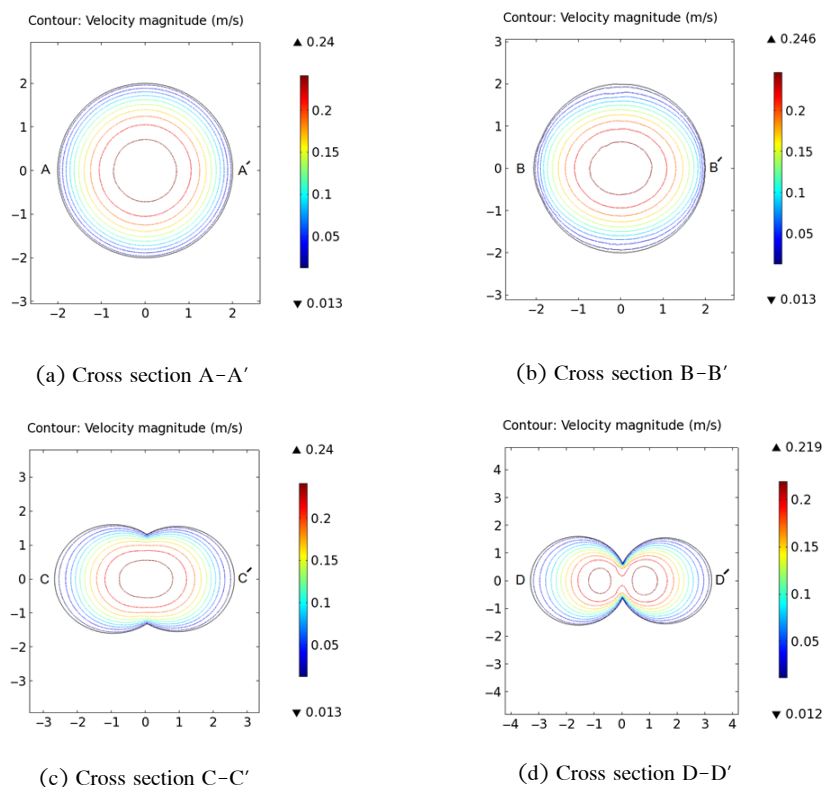 Contour: Velocity magnitude (m/s)
▲ 0.24
2
1
0
−1
−2
−3
A
A′
−2 −1 0 1 2
0.2
0.15
0.1
0.05
▼ 0.013
(a) Cross section A−A′
Contour: Velocity magnitude (m/s)
▲ 0.246
3
2
1
0
−1
−2
−3
B
B′
−2 −1 0 1 2
0.2
0.15
0.1
0.05
▼ 0.013
(b) Cross section B−B′
Contour: Velocity magnitude (m/s)
▲ 0.24
3
2
1
0
−1
−2
−3
C
C′
−3 −2 −1 0 1 2 3
0.2
0.15
0.1
0.05
▼ 0.013
(c) Cross section C−C′
Contour: Velocity magnitude (m/s)
▲ 0.219
4
3
2
1
0
−1
−2
−3
−4
D
D′
−4 −3 −2 −1 0 1 2 3 4
0.2
0.15
0.1
0.05
▼ 0.012
(d) Cross section D−D′